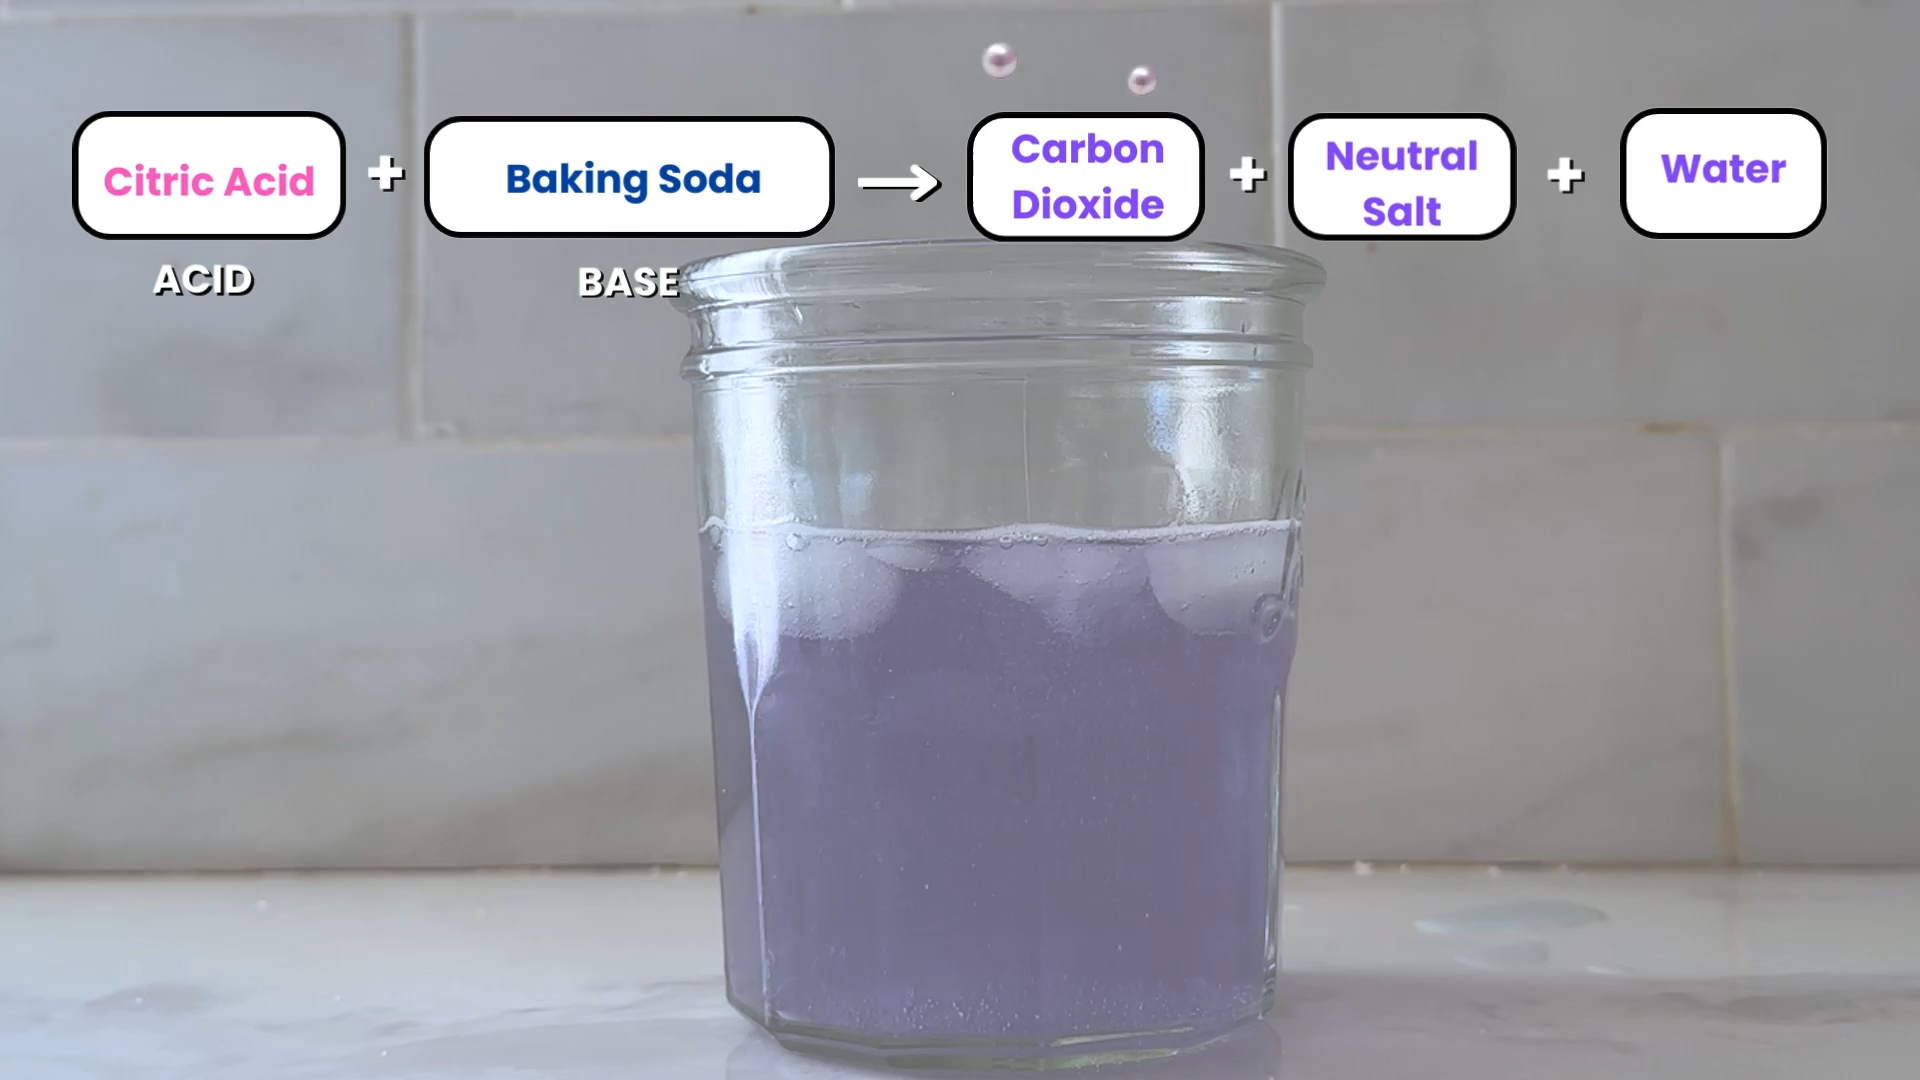 Citric Acid
+
Baking Soda
→
Carbon
Dioxide
+
Neutral
Salt
+
Water
ACID
BASE